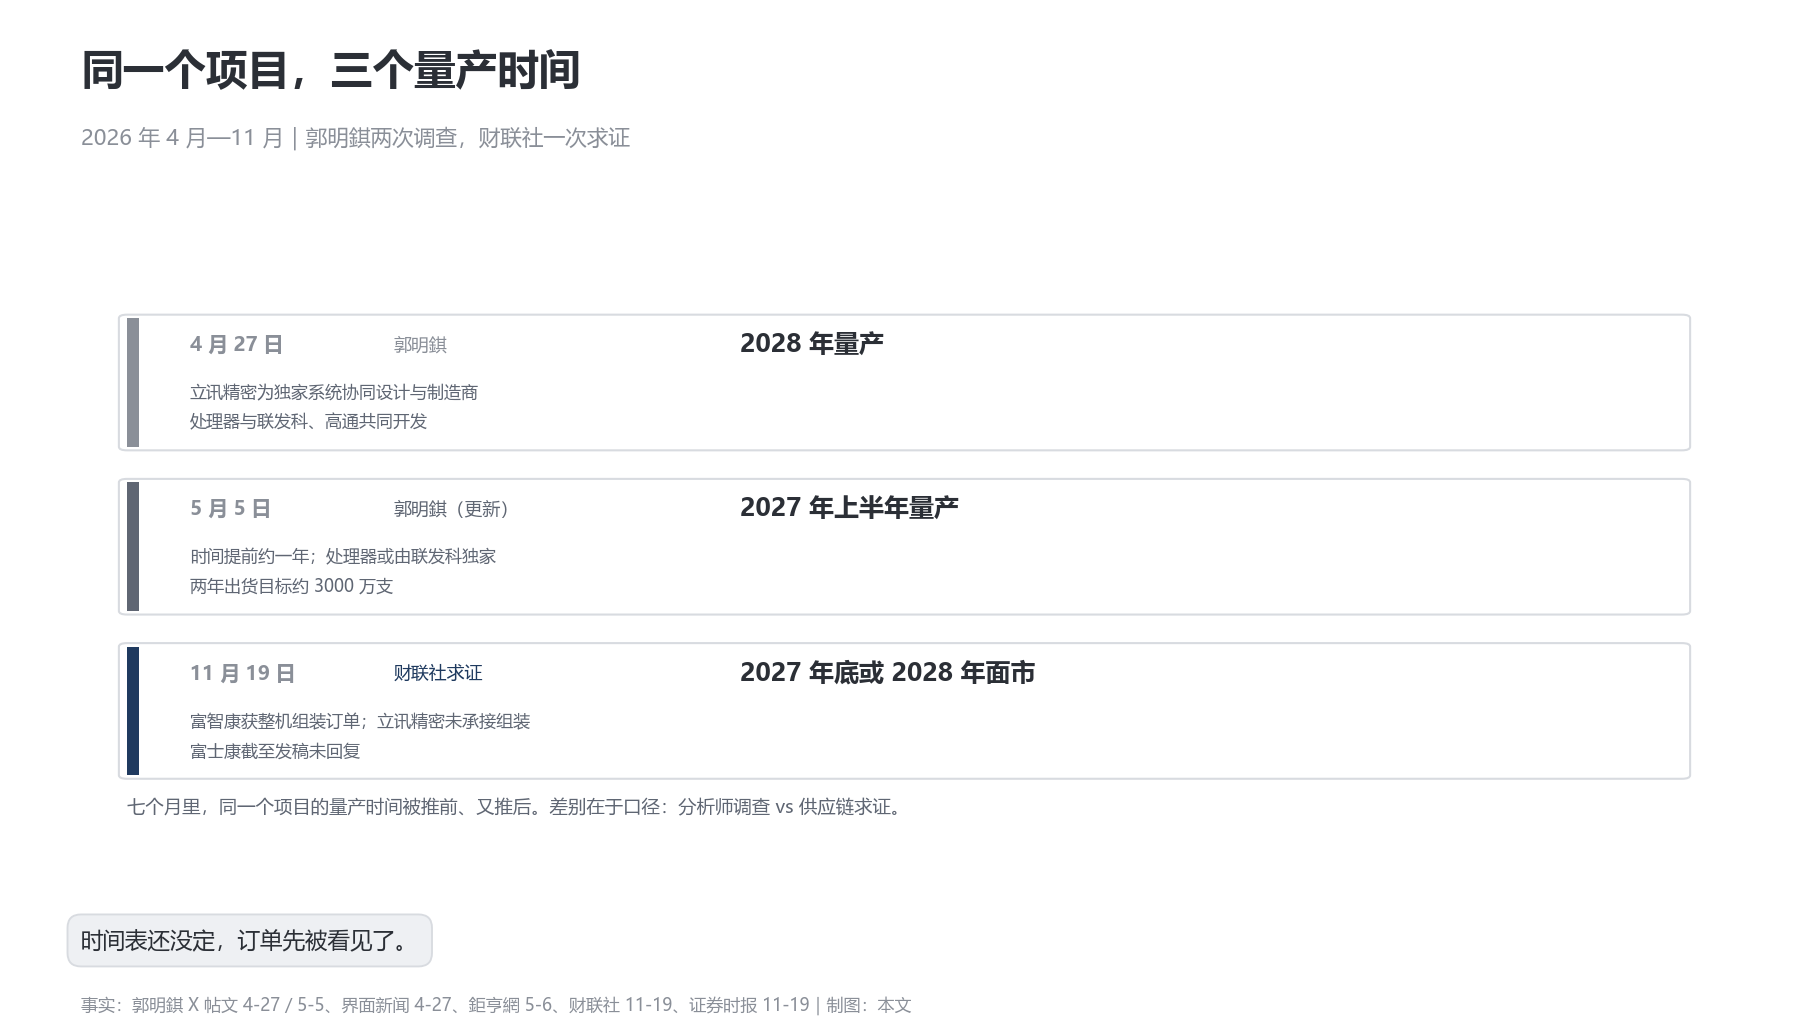 同一个项目，三个量产时间
2026 年 4 月—11 月 | 郭明錤两次调查，财联社一次求证
4 月 27 日 郭明錤 2028 年量产
立讯精密为独家系统协同设计与制造商
处理器与联发科、高通共同开发
5 月 5 日 郭明錤（更新） 2027 年上半年量产
时间提前约一年；处理器或由联发科独家
两年出货目标约 3000 万支
11 月 19 日 财联社求证 2027 年底或 2028 年面市
富智康获整机组装订单；立讯精密未承接组装
富士康截至发稿未回复
七个月里，同一个项目的量产时间被推前、又推后。差别在于口径：分析师调查 vs 供应链求证。
时间表还没定，订单先被看见了。
事实：郭明錤 X 帖文 4-27 / 5-5、界面新闻 4-27、鉅亨網 5-6、财联社 11-19、证券时报 11-19 | 制图：本文